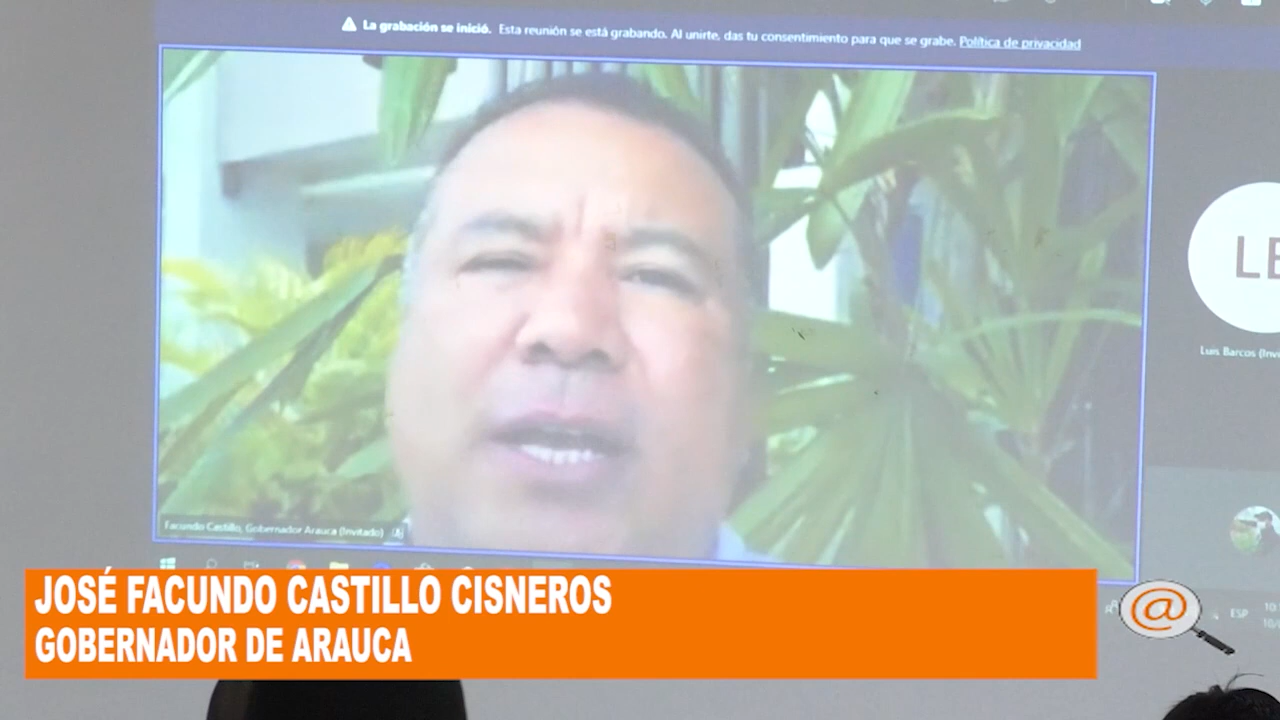 La grabación se inició. Esta reunión se está grabando. Al unirte, das tu consentimiento para que se grabe. Política de privacidad
LE
Luis Barcos (Inv
Facundo Castillo, Gobernador Arauca (Invitado)
JOSÉ FACUNDO CASTILLO CISNEROS
GOBERNADOR DE ARAUCA
@
ESP